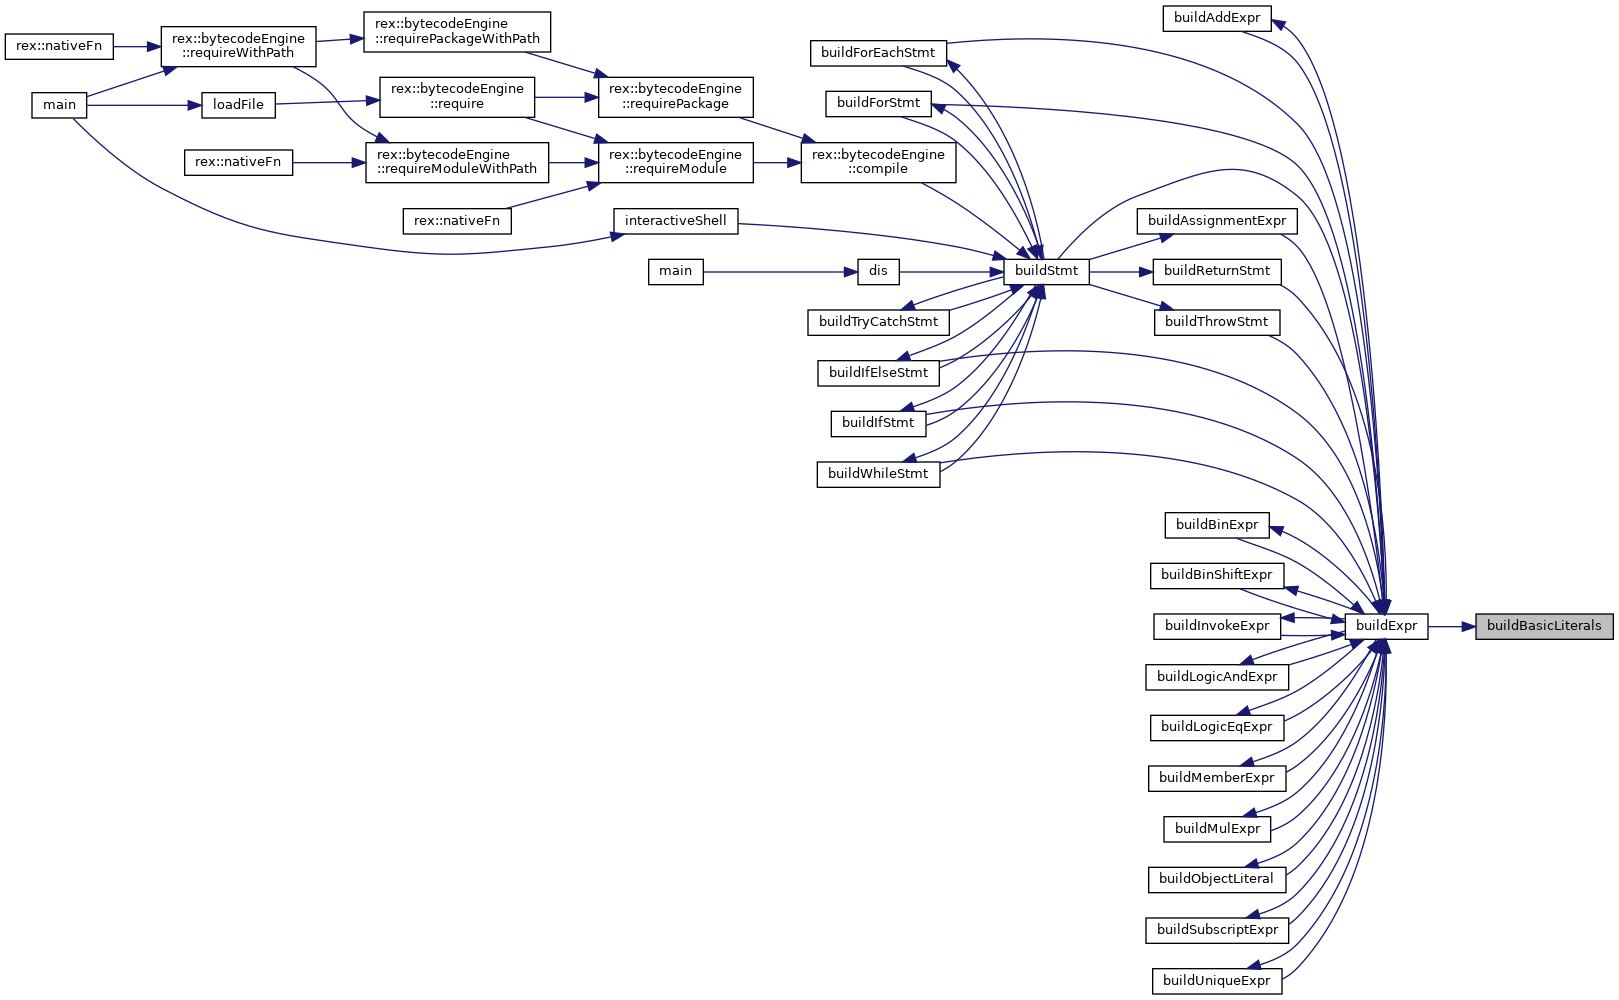 buildAddExpr
rex::bytecodeEngine
::requirePackageWithPath
rex::bytecodeEngine
::requireWithPath
rex::nativeFn
buildForEachStmt
rex::bytecodeEngine
::require
rex::bytecodeEngine
::requirePackage
main
loadFile
buildForStmt
rex::nativeFn
rex::bytecodeEngine
::requireModuleWithPath
rex::bytecodeEngine
::requireModule
rex::bytecodeEngine
::compile
rex::nativeFn
interactiveShell
buildAssignmentExpr
main
dis
buildStmt
buildReturnStmt
buildTryCatchStmt
buildThrowStmt
buildIfElseStmt
buildIfStmt
buildWhileStmt
buildBinExpr
buildBinShiftExpr
buildInvokeExpr
buildExpr
buildBasicLiterals
buildLogicAndExpr
buildLogicEqExpr
buildMemberExpr
buildMulExpr
buildObjectLiteral
buildSubscriptExpr
buildUniqueExpr